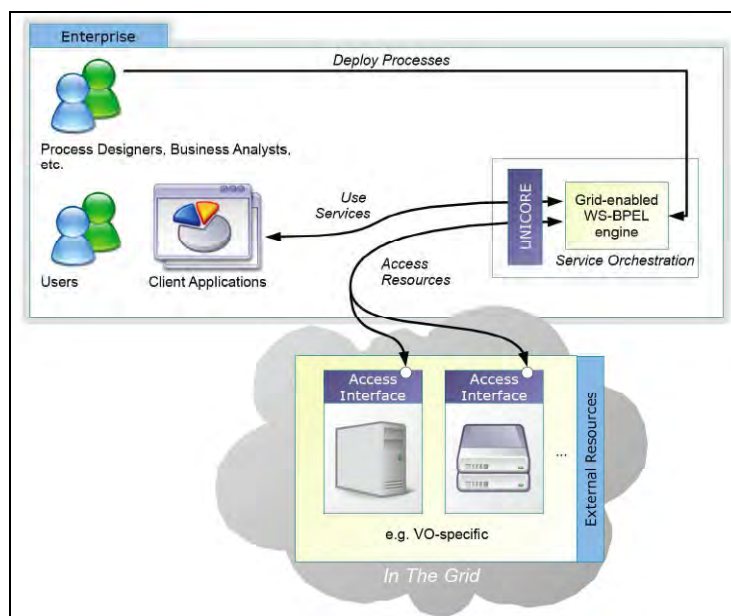 Enterprise
Deploy Processes
Process Designers, Business Analysts,
etc.
Use
Services
UNICORE
Grid-enabled
WS-BPEL
engine
Service Orchestration
Users
Client Applications
Access
Resources
Access
Interface
Access
Interface
...
External Resources
e.g. VO-specific
In The Grid